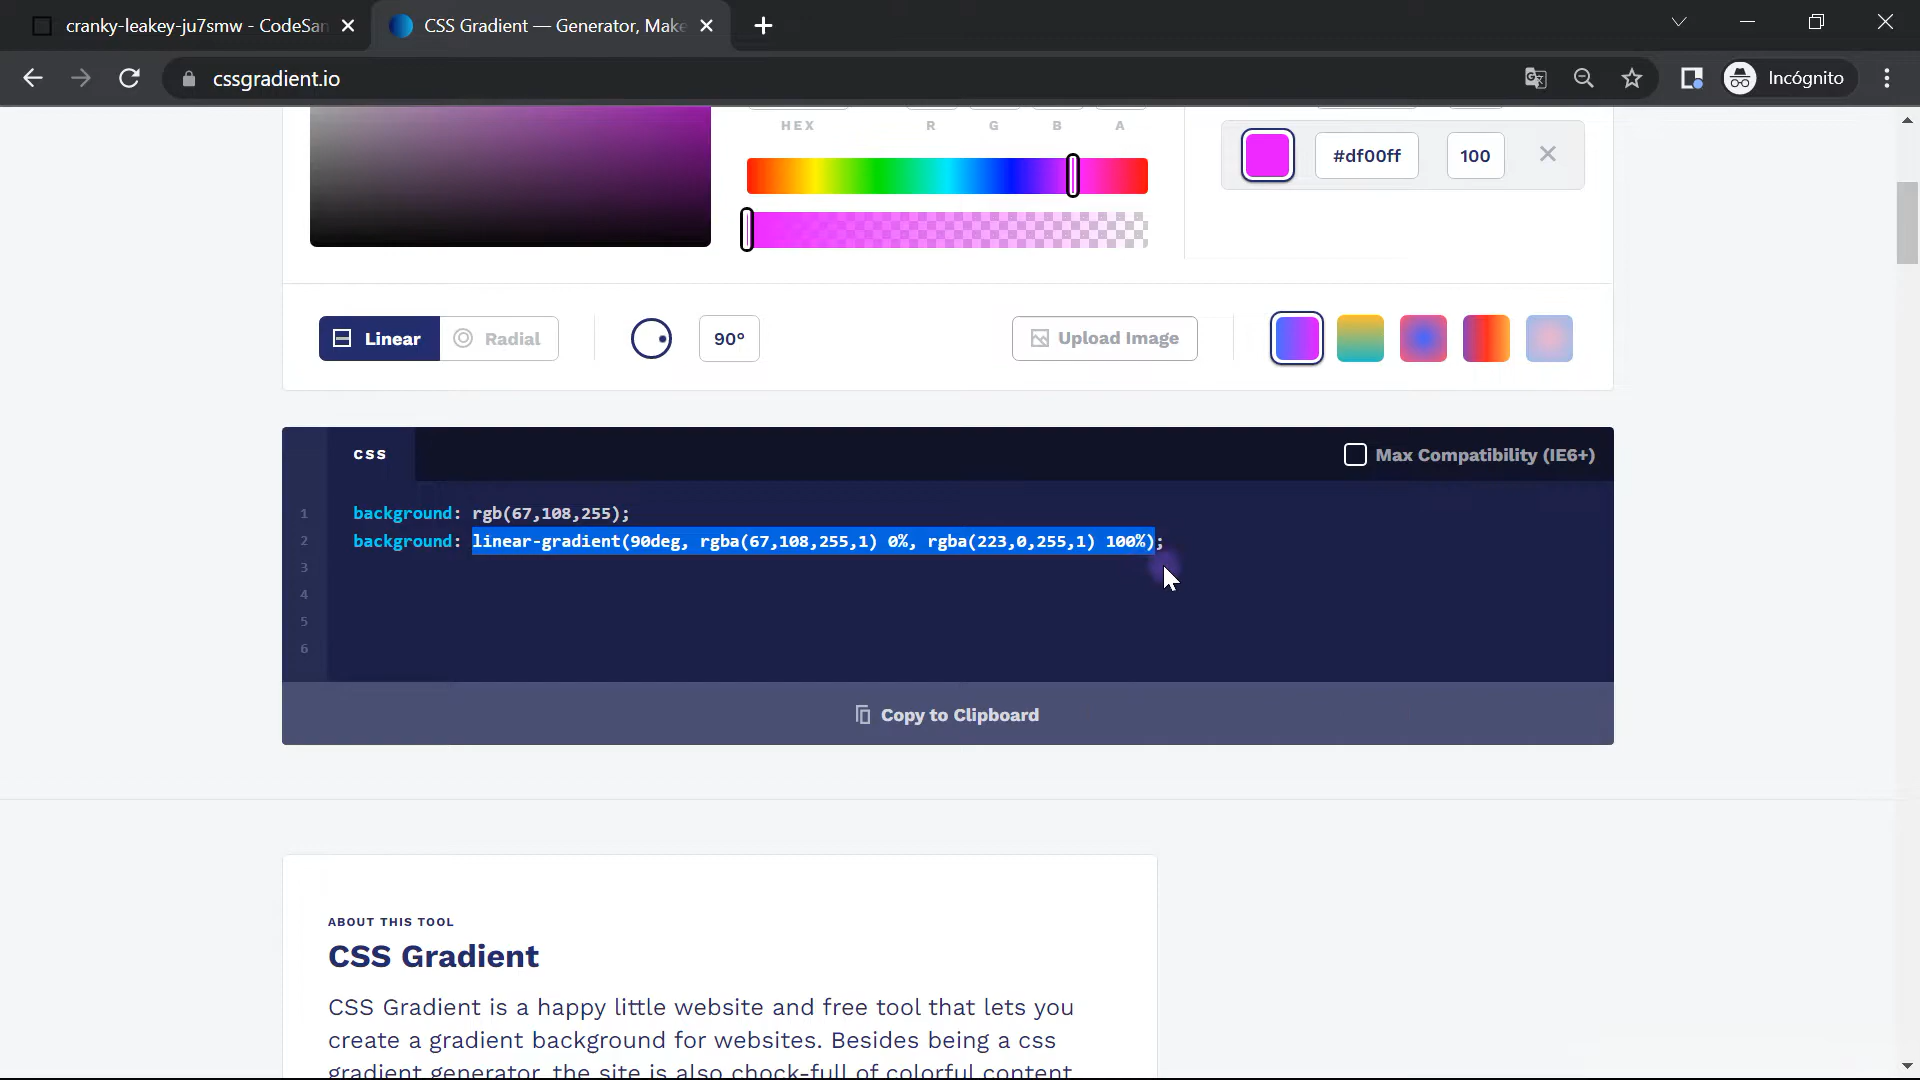 cranky-leakey-ju7smw - CodeSan
CSS Gradient — Generator, Make
cssgradient.io
Incógnito
HEX R G B A
#df00ff 100
Linear Radial 90° Upload Image
CSS
Max Compatibility (IE6+)
1 background: rgb(67,108,255);
2 background: linear-gradient(90deg, rgba(67,108,255,1) 0%, rgba(223,0,255,1) 100%);
3
4
5
6
Copy to Clipboard
ABOUT THIS TOOL
CSS Gradient
CSS Gradient is a happy little website and free tool that lets you
create a gradient background for websites. Besides being a css
gradient generator, the site is also chock-full of colorful content